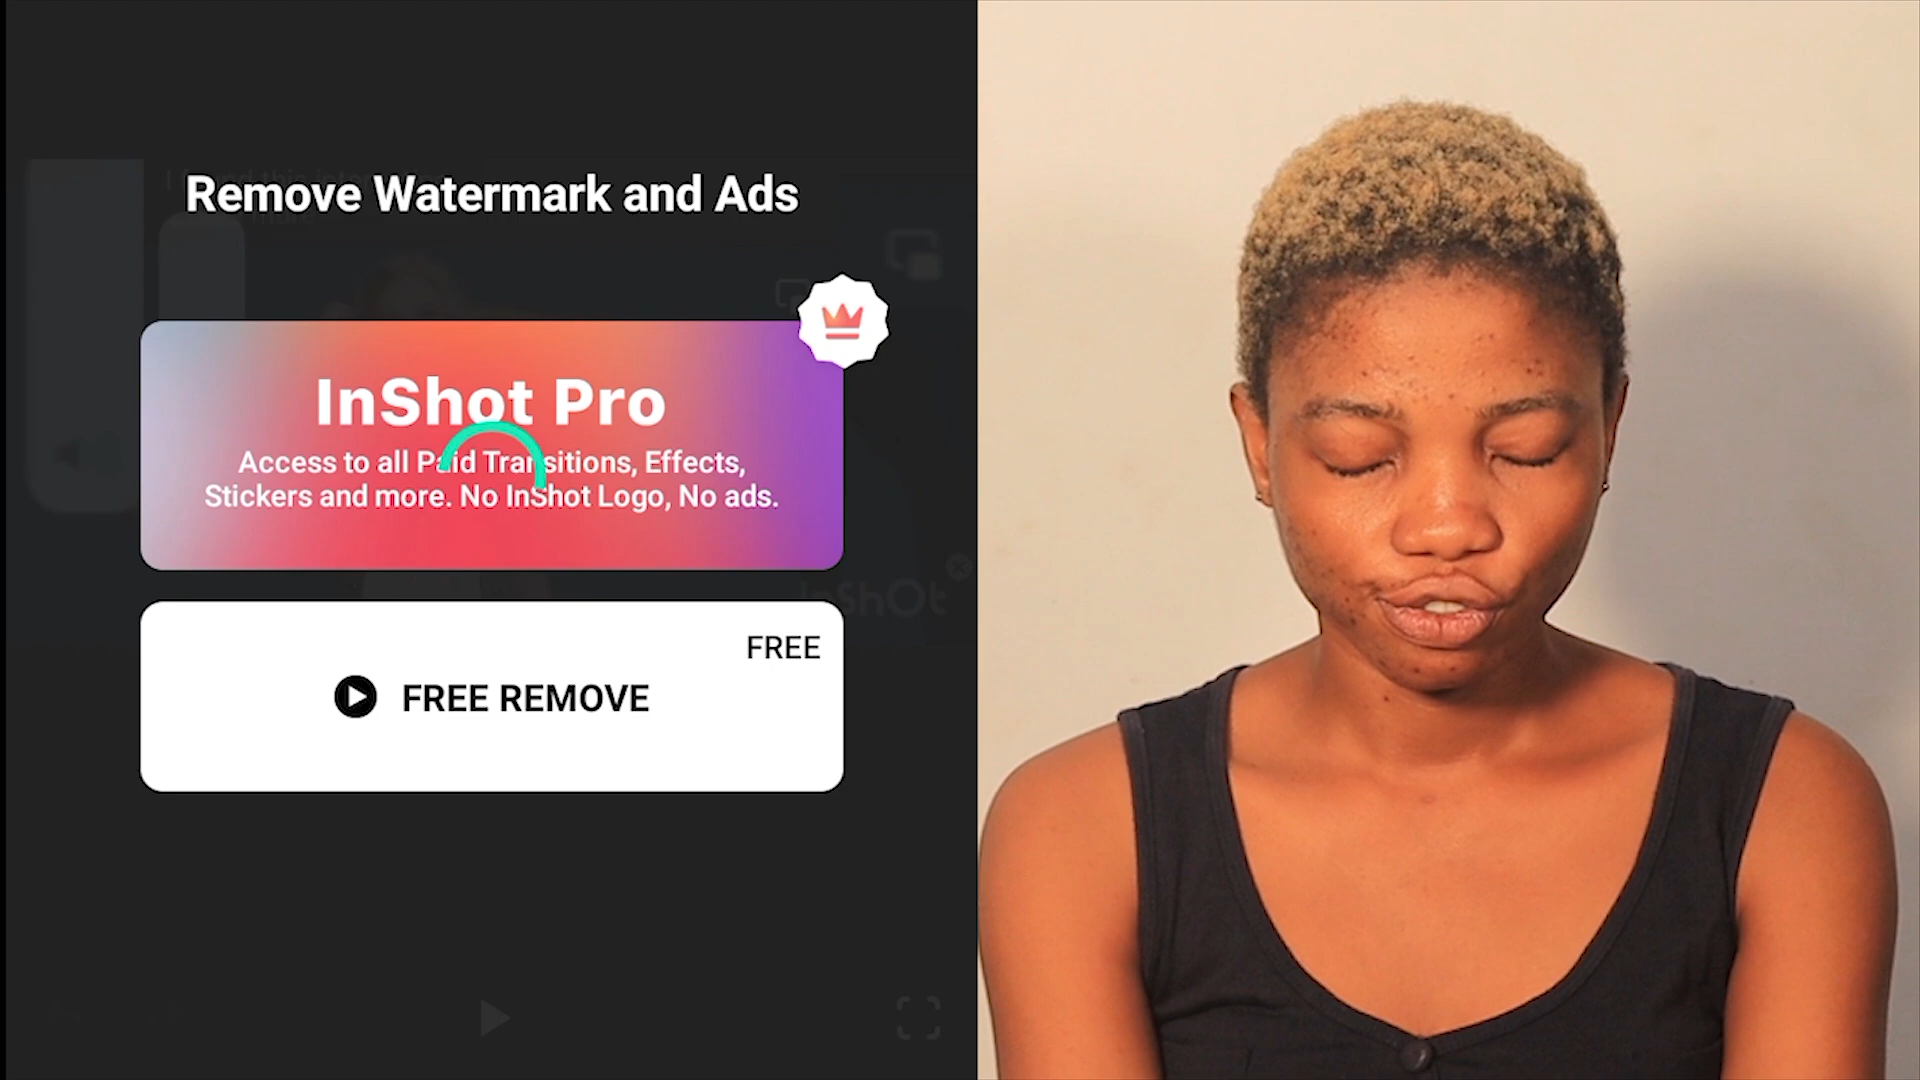 Remove Watermark and Ads
InShot Pro
Access to all Paid Transitions, Effects,
Stickers and more. No InShot Logo, No ads.
FREE
FREE REMOVE